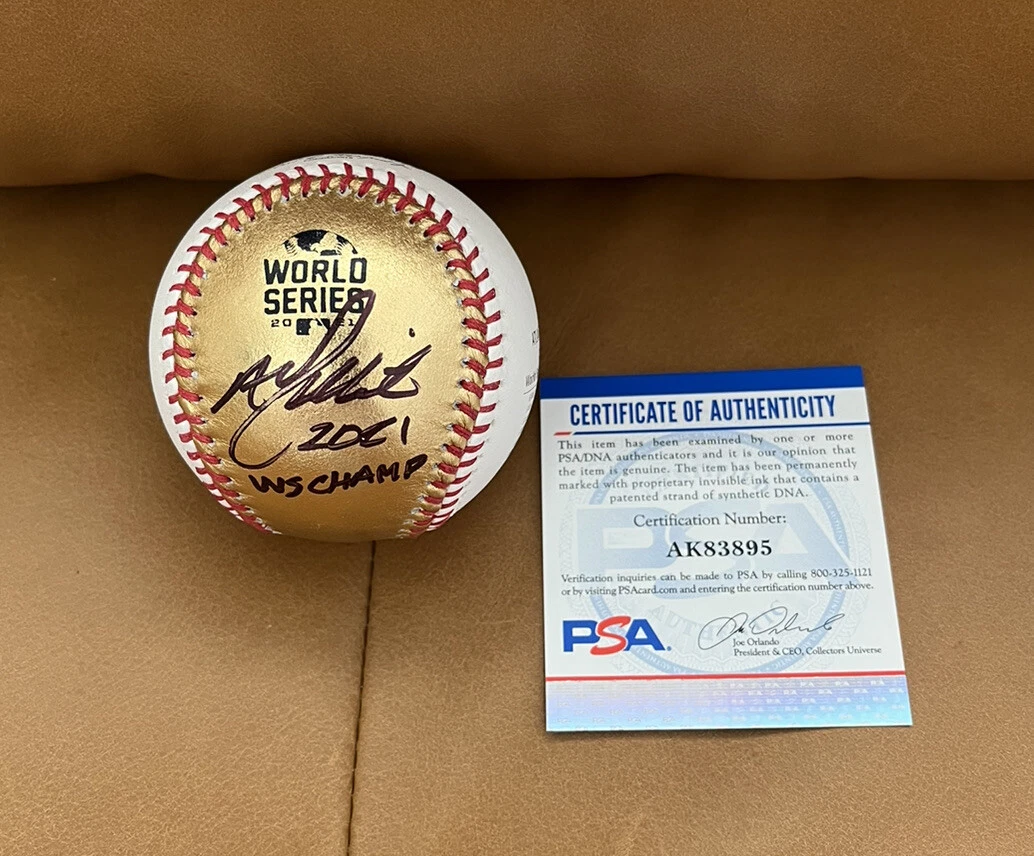 WORLD
SERIES
20 21
2021
WS CHAMP
CERTIFICATE OF AUTHENTICITY
This item has been examined by one or more
PSA/DNA authenticators and it is our opinion that
the item is genuine. The item has been permanently
marked with proprietary invisible ink that contains a
patented strand of synthetic DNA.
Certification Number:
AK83895
Verification inquiries can be made to PSA by calling 800-325-1121
or by visiting PSAcard.com and entering the certification number above.
PSA
Joe Orlando
President & CEO, Collectors Universe